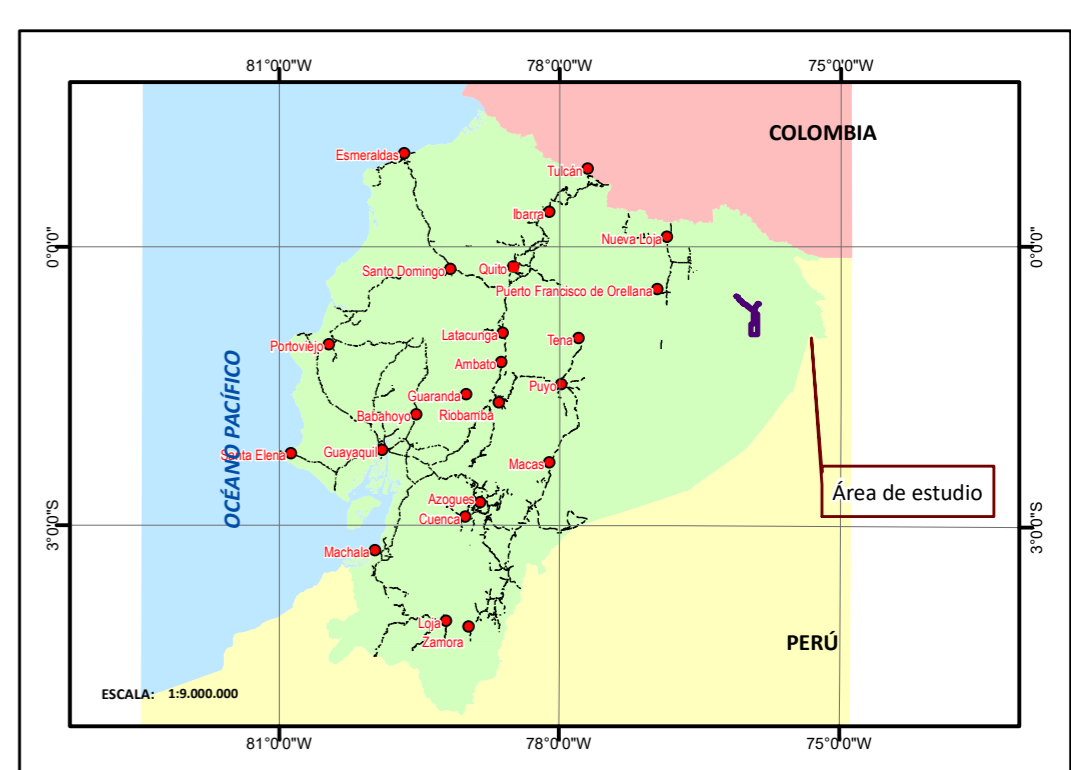 81°0'0"W 78°0'0"W 75°0'0"W
COLOMBIA
Esmeraldas
Tulcán
Ibarra
Nueva Loja
0°0'0"
0°0'0"
Santo Domingo
Quito
Puerto Francisco de Orellana
Latacunga
Tena
Portoviejo
Ambato
Puyo
Guaranda
Babahoyo
Riobamba
OCÉANO PACÍFICO
Santa Elena
Guayaquil
Macas
Área de estudio
Azogues
Cuenca
3°0'0"S
3°0'0"S
Machala
Loja
Zamora
PERÚ
ESCALA: 1:9.000.000
81°0'0"W 78°0'0"W 75°0'0"W